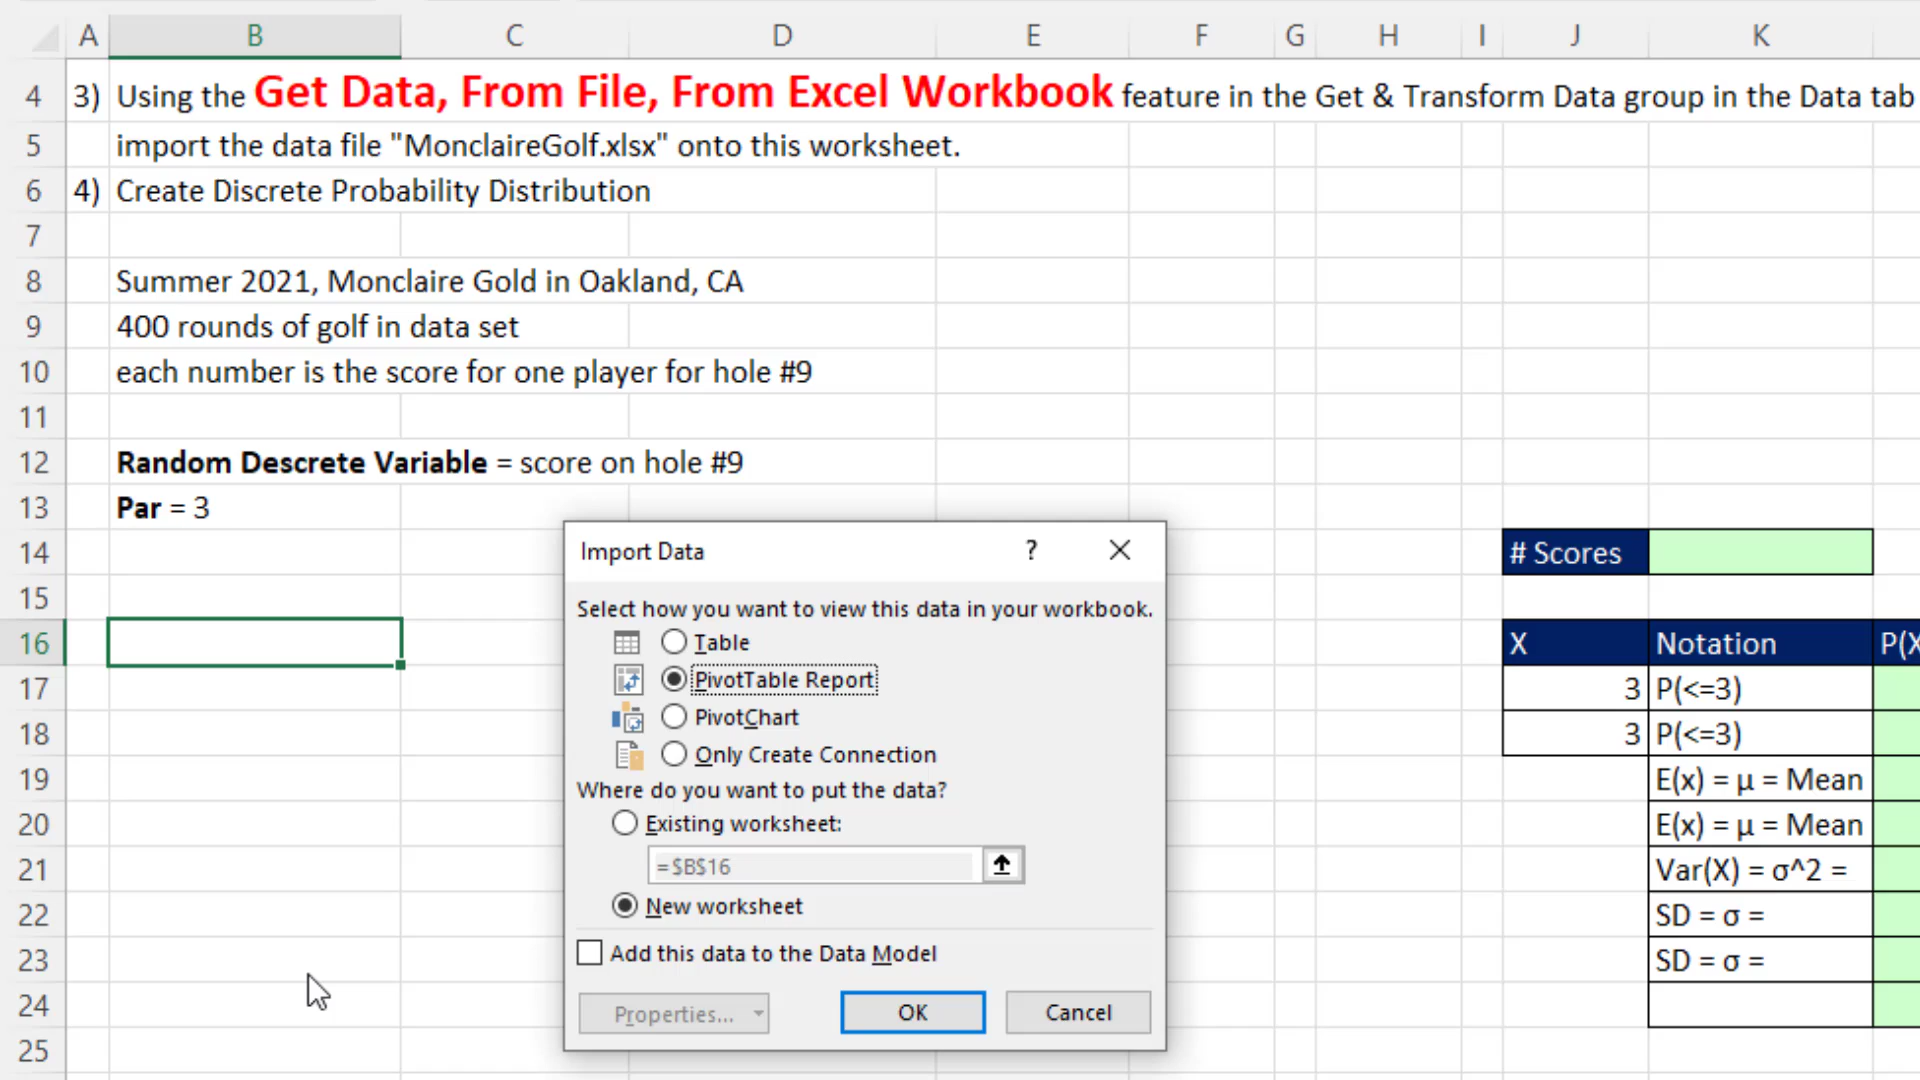 A B C D E F G H I J K
4 3) Using the Get Data, From File, From Excel Workbook feature in the Get & Transform Data group in the Data tab
5 import the data file "MonclaireGolf.xlsx" onto this worksheet.
6 4) Create Discrete Probability Distribution
7
8 Summer 2021, Monclaire Gold in Oakland, CA
9 400 rounds of golf in data set
10 each number is the score for one player for hole #9
11
12 Random Descrete Variable = score on hole #9
13 Par = 3
14 # Scores
15
16 X Notation P(X
17 3 P(<=3)
18 3 P(<=3)
19 E(x) = μ = Mean
20 E(x) = μ = Mean
21 Var(X) = σ^2 =
22 SD = σ =
23 SD = σ =
24
25
Import Data ?
Select how you want to view this data in your workbook.
Table
PivotTable Report
PivotChart
Only Create Connection
Where do you want to put the data?
Existing worksheet:
=$B$16
New worksheet
Add this data to the Data Model
Properties... OK Cancel